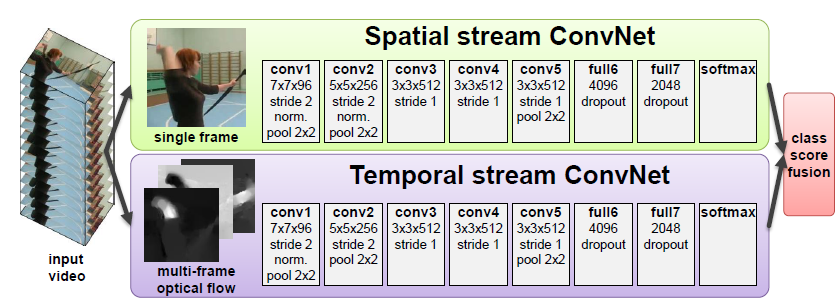 Spatial stream ConvNet
conv1
7x7x96
stride 2
norm.
pool 2x2
conv2
5x5x256
stride 2
norm.
pool 2x2
conv3
3x3x512
stride 1
conv4
3x3x512
stride 1
conv5
3x3x512
stride 1
pool 2x2
full6
4096
dropout
full7
2048
dropout
softmax
single frame
Temporal stream ConvNet
conv1
7x7x96
stride 2
norm.
pool 2x2
conv2
5x5x256
stride 2
pool 2x2
conv3
3x3x512
stride 1
conv4
3x3x512
stride 1
conv5
3x3x512
stride 1
pool 2x2
full6
4096
dropout
full7
2048
dropout
softmax
multi-frame
optical flow
input
video
class
score
fusion